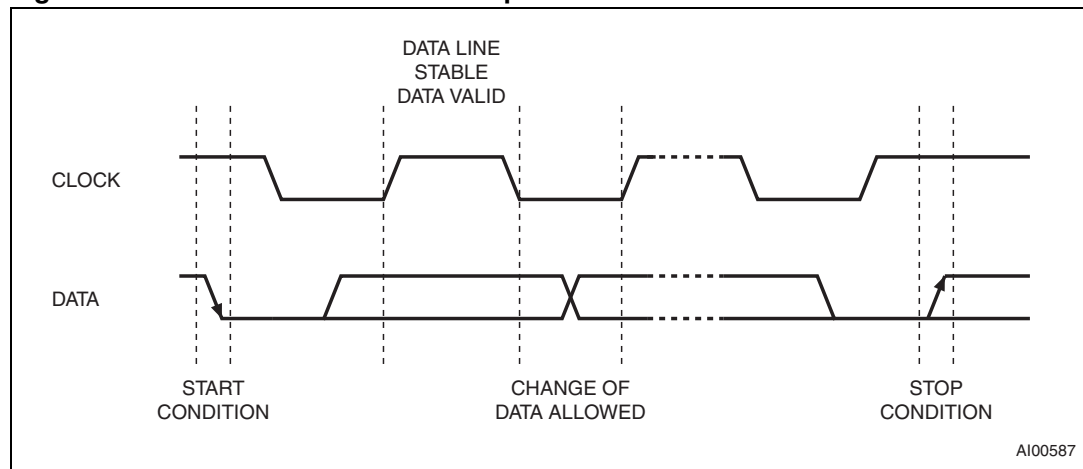 DATA LINE
STABLE
DATA VALID
CLOCK
DATA
START
CONDITION
CHANGE OF
DATA ALLOWED
STOP
CONDITION
AI00587